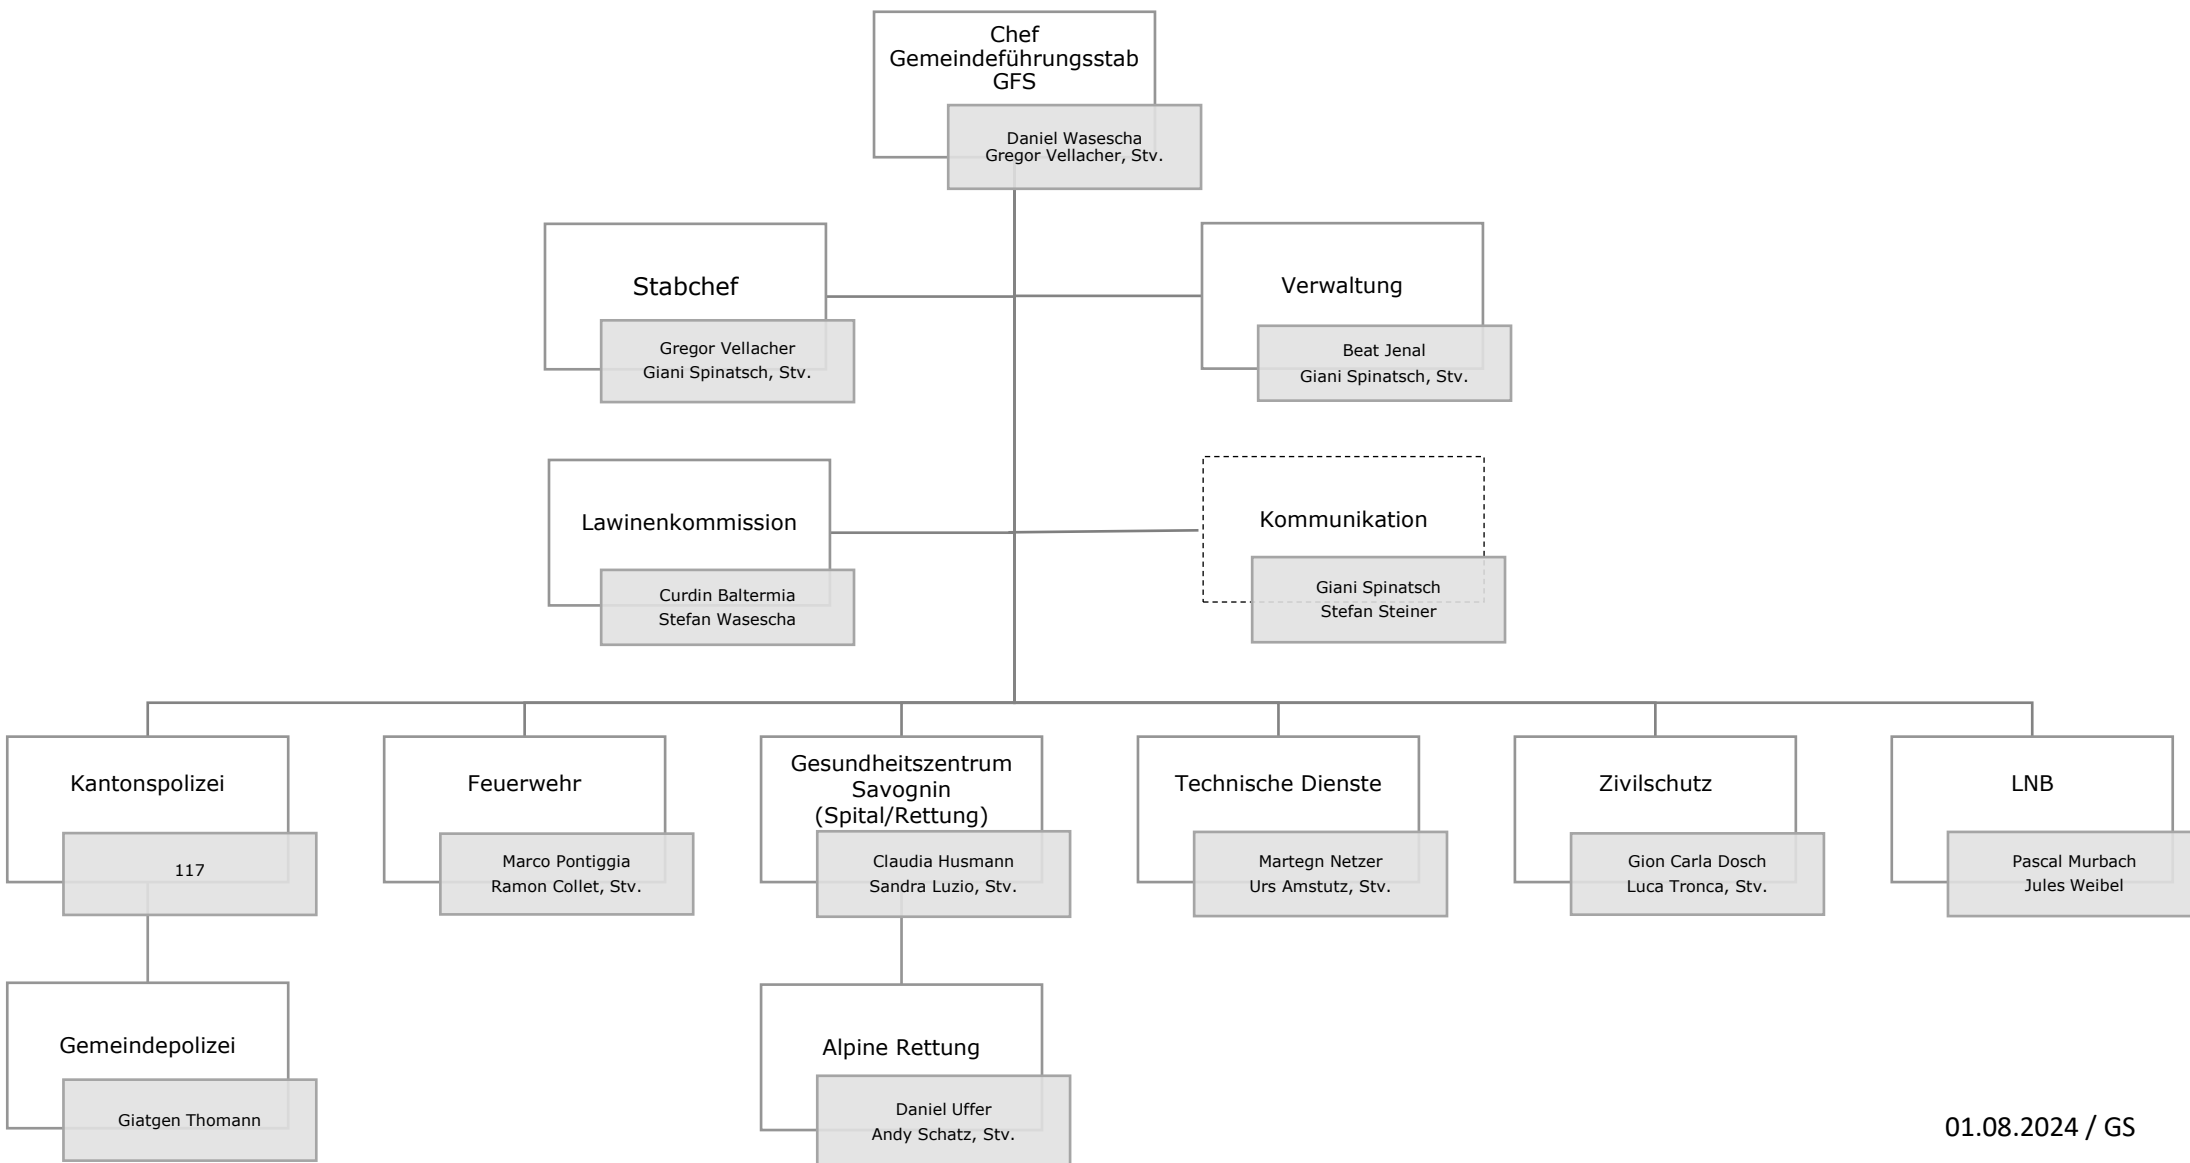 Chef
Gemeindeführungsstab
GFS
Daniel Wasescha
Gregor Vellacher, Stv.
Stabchef
Gregor Vellacher
Giani Spinatsch, Stv.
Verwaltung
Beat Jenal
Giani Spinatsch, Stv.
Lawinenkommission
Curdin Baltermia
Stefan Wasescha
Kommunikation
Giani Spinatsch
Stefan Steiner
Kantonspolizei
117
Feuerwehr
Marco Pontiggia
Ramon Collet, Stv.
Gesundheitszentrum
Savognin
(Spital/Rettung)
Claudia Husmann
Sandra Luzio, Stv.
Technische Dienste
Martegn Netzer
Urs Amstutz, Stv.
Zivilschutz
Gion Carla Dosch
Luca Tronca, Stv.
LNB
Pascal Murbach
Jules Weibel
Gemeindepolizei
Giatgen Thomann
Alpine Rettung
Daniel Uffer
Andy Schatz, Stv.
01.08.2024 / GS